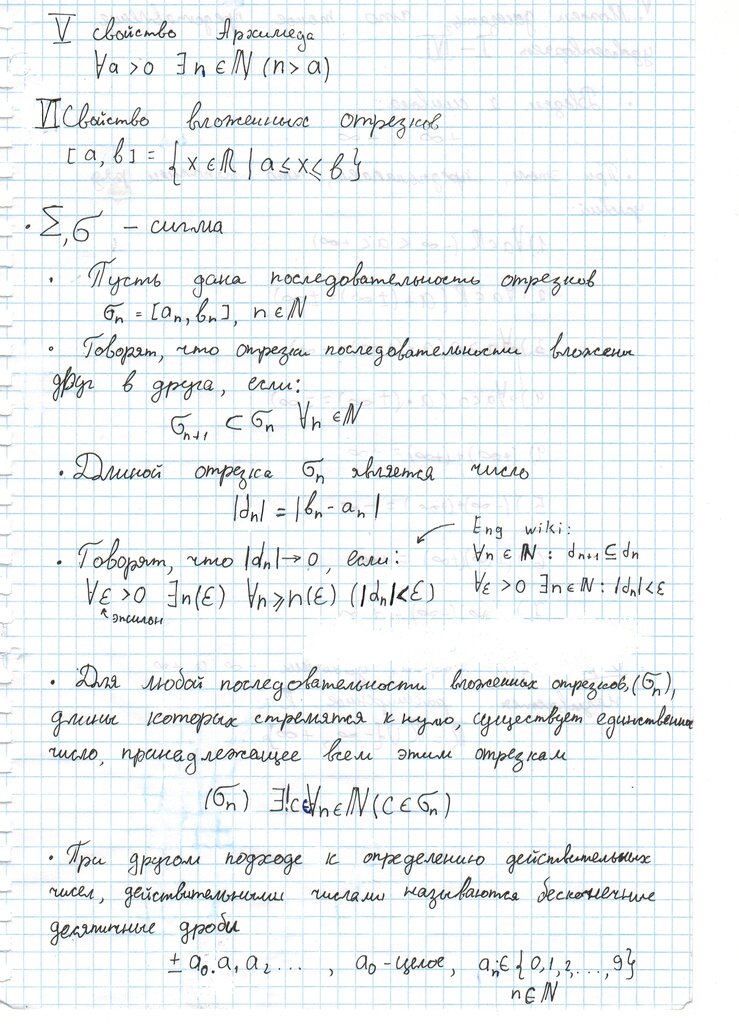 V свойство Архимеда
∀a > 0 ∃n ∈ ℕ (n > a)
VI Свойство вложенных отрезков
[a, b] = {x ∈ ℝ | a ≤ x ≤ b}
· Σ, σ – сигма
· Пусть дана последовательность отрезков
σₙ = [aₙ, bₙ], n ∈ ℕ
· Говорят, что отрезки последовательности вложены
друг в друга, если:
σₙ₊₁ ⊂ σₙ ∀n ∈ ℕ
· Длиной отрезка σₙ является число
|dₙ| = |bₙ - aₙ|
· Говорят, что |dₙ| → 0, если:
∀ε > 0 ∃n(ε) ∀n ≥ n(ε) (|dₙ| < ε)
эпсилон
Eng wiki:
∀n ∈ ℕ : dₙ₊₁ ⊆ dₙ
∀ε > 0 ∃n ∈ ℕ : |dₙ| < ε
· Для любой последовательности вложенных отрезков, (σₙ),
длины которых стремятся к нулю, существует единственное
число, принадлежащее всем этим отрезкам
(σₙ) ∃!c ∀n ∈ ℕ (c ∈ σₙ)
· При другом подходе к определению действительных
чисел, действительными числами называются бесконечные
десятичные дроби
± a₀.a₁ a₂ ... , a₀ – целое, aₙ ∈ {0, 1, 2, ..., 9}
n ∈ ℕ